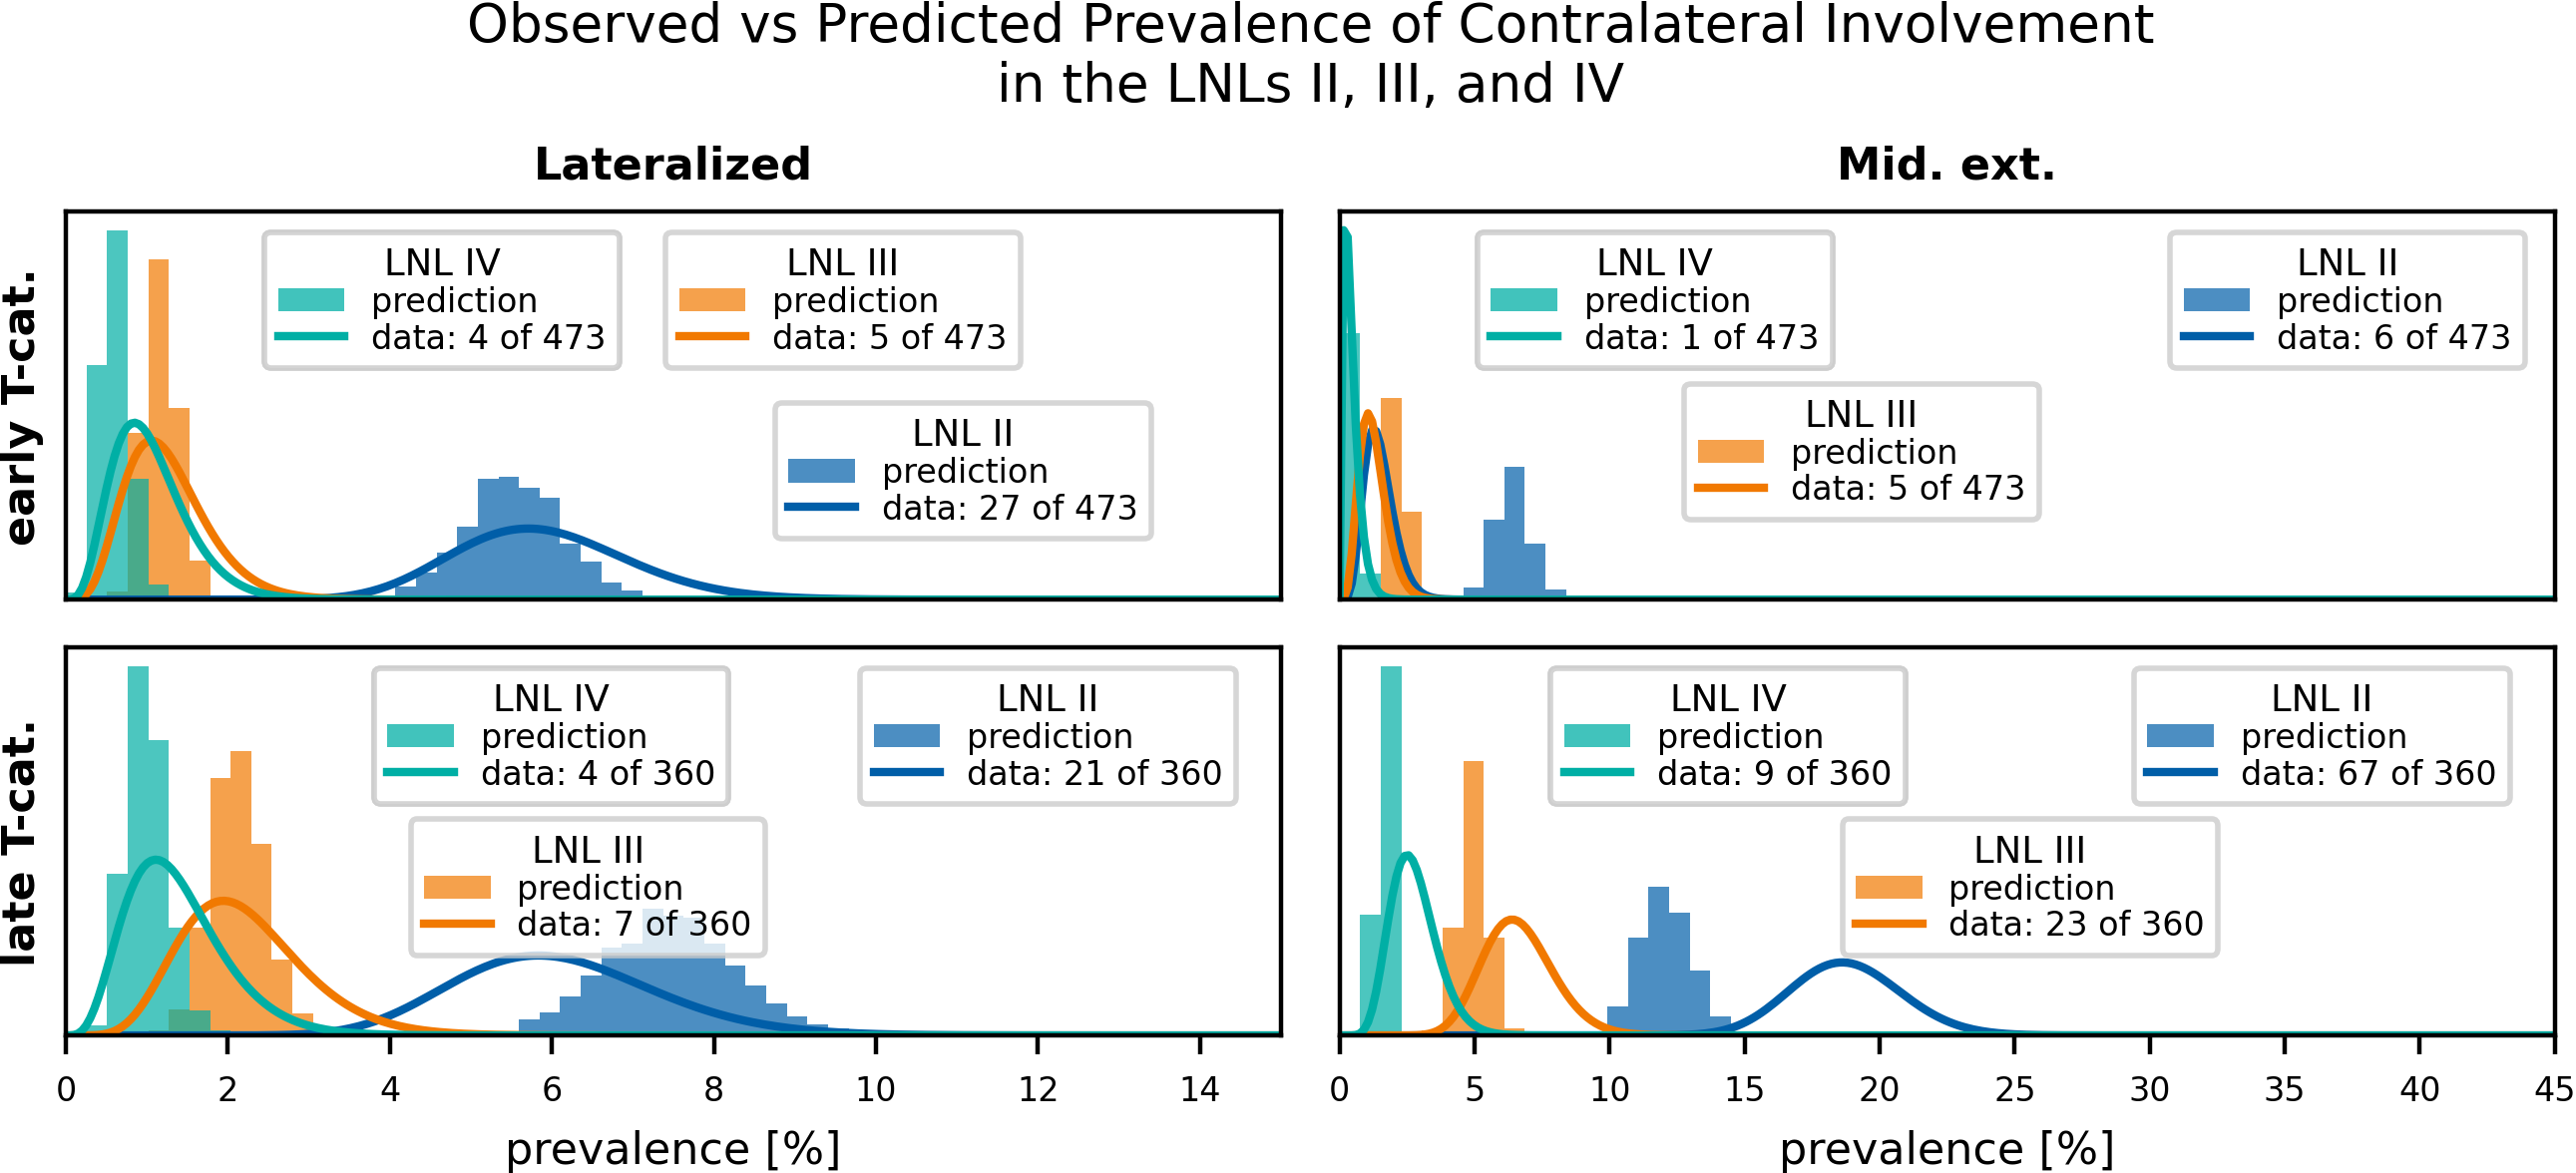 Observed vs Predicted Prevalence of Contralateral Involvement
in the LNLs II, III, and IV
Lateralized
Mid. ext.
early T-cat.
LNL IV
prediction
data: 4 of 473
LNL III
prediction
data: 5 of 473
LNL II
prediction
data: 27 of 473
LNL IV
prediction
data: 1 of 473
LNL II
prediction
data: 6 of 473
LNL III
prediction
data: 5 of 473
late T-cat.
LNL IV
prediction
data: 4 of 360
LNL II
prediction
data: 21 of 360
LNL III
prediction
data: 7 of 360
LNL IV
prediction
data: 9 of 360
LNL II
prediction
data: 67 of 360
LNL III
prediction
data: 23 of 360
0 2 4 6 8 10 12 14
0 5 10 15 20 25 30 35 40 45
prevalence [%]
prevalence [%]